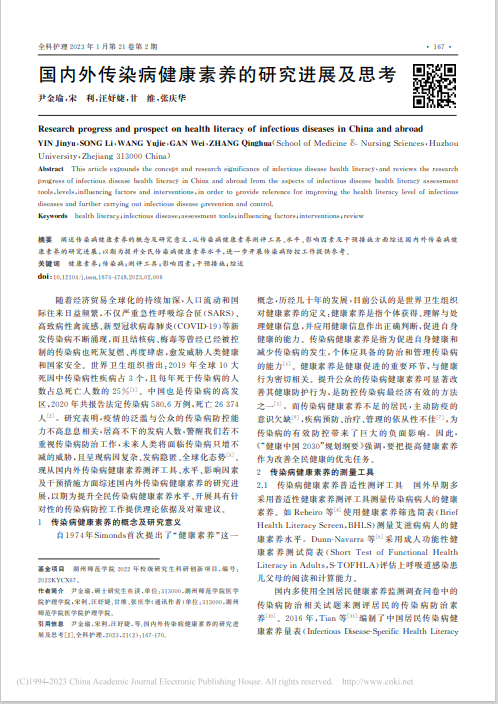 全科护理 2023 年 1 月第 21 卷第 2 期
· 167 ·
国内外传染病健康素养的研究进展及思考
尹金瑜,宋 利,汪妤婕,甘 维,张庆华
Research progress and prospect on health literacy of infectious diseases in China and abroad
YIN Jinyu,SONG Li,WANG Yujie,GAN Wei,ZHANG Qinghua(School of Medicine & Nursing Sciences,Huzhou
University,Zhejiang 313000 China)
Abstract This article expounds the concept and research significance of infectious disease health literacy,and reviews the research
progress of infectious disease health literacy in China and abroad from the aspects of infectious disease health literacy assessment
tools,levels,influencing factors and interventions,in order to provide reference for improving the health literacy level of infectious
diseases and further carrying out infectious disease prevention and control.
Keywords health literacy;infectious disease;assessment tools;influencing factors;interventions;review
摘要 阐述传染病健康素养的概念及研究意义,从传染病健康素养测评工具、水平、影响因素及干预措施方面综述国内外传染病健
康素养的研究进展,以期为提升全民传染病健康素养水平、进一步开展传染病防控工作提供参考。
关键词 健康素养;传染病;测评工具;影响因素;干预措施;综述
doi:10.12104/j.issn.1674-4748.2023.02.006
随着经济贸易全球化的持续加深,人口流动和国
际往来日益频繁,不仅严重急性呼吸综合征(SARS)、
高致病性禽流感、新型冠状病毒肺炎(COVID-19)等新
发传染病不断涌现,而且结核病、梅毒等曾经已经被控
制的传染病也死灰复燃、再度肆虐,愈发威胁人类健康
和国家安全。世界卫生组织指出:2019 年全球 10 大
死因中传染病性疾病占 3 个,且每年死于传染病的人
数占总死亡人数的 25%[1]。中国也是传染病的高发
区,2020 年共报告法定传染病 580.6 万例,死亡 26 374
人[2]。研究表明,疫情的泛滥与公众的传染病防控能
力不高息息相关,居高不下的发病人数,警醒我们若不
重视传染病防治工作,未来人类将面临传染病只增不
减的威胁,且呈现病因复杂、发病隐匿、全球化态势[3]。
现从国内外传染病健康素养测评工具、水平、影响因素
及干预措施方面综述国内外传染病健康素养的研究进
展,以期为提升全民传染病健康素养水平、开展具有针
对性的传染病防控工作提供理论依据及对策建议。
1 传染病健康素养的概念及研究意义
自 1974 年 Simonds 首次提出了“健康素养”这一
基金项目 湖州师范学院 2022 年校级研究生科研创新项目,编号:
2022KYCX67。
作者简介 尹金瑜,硕士研究生在读,单位:313000,湖州师范学院医学
院护理学院;宋利、汪妤婕、甘维、张庆华(通讯作者)单位:313000,湖州
师范学院医学院护理学院。
引用信息 尹金瑜,宋利,汪妤婕,等.国内外传染病健康素养的研究进
展及思考[J].全科护理,2023,21(2):167-170.
概念,历经几十年的发展,目前公认的是世界卫生组织
对健康素养的定义:健康素养是指个体获得、理解与处
理健康信息,并应用健康信息作出正确判断,促进自身
健康的能力。传染病健康素养是指为促进自身健康和
减少传染病的发生,个体应具备的防治和管理传染病
的能力[4]。健康素养是健康促进的重要环节,与健康
行为密切相关。提升公众的传染病健康素养可显著改
善其健康防护行为,是防控传染病最经济有效的方法
之一[5]。而传染病健康素养不足的居民,主动防疫的
意识欠缺[6],疾病预防、治疗、管理的依从性不佳[7],为
传染病的有效防控带来了巨大的负面影响。因此,
《“健康中国 2030”规划纲要》强调,要把提高健康素养
作为改善全民健康的优先任务。
2 传染病健康素养的测量工具
2.1 传染病健康素养普适性测评工具 国外早期多
采用普适性健康素养测评工具测量传染病病人的健康
素养。如 Rebeiro 等[8]使用健康素养筛选简表(Brief
Health Literacy Screen,BHLS)测量艾滋病病人的健
康素养水平。Dunn-Navarra 等[9]采用成人功能性健
康素养测试简表(Short Test of Functional Health
Literacy in Adults,S-TOFHLA)评估上呼吸道感染患
儿父母的阅读和计算能力。
国内多使用全国居民健康素养监测调查问卷中的
传染病防治相关试题来测评居民的传染病防治素
养[10]。2016 年,Tian 等[11]编制了中国居民传染病健
康素养量表(Infectious Disease-Specific Health Literacy
(C)1994-2023 China Academic Journal Electronic Publishing House. All rights reserved. http://www.cnki.net